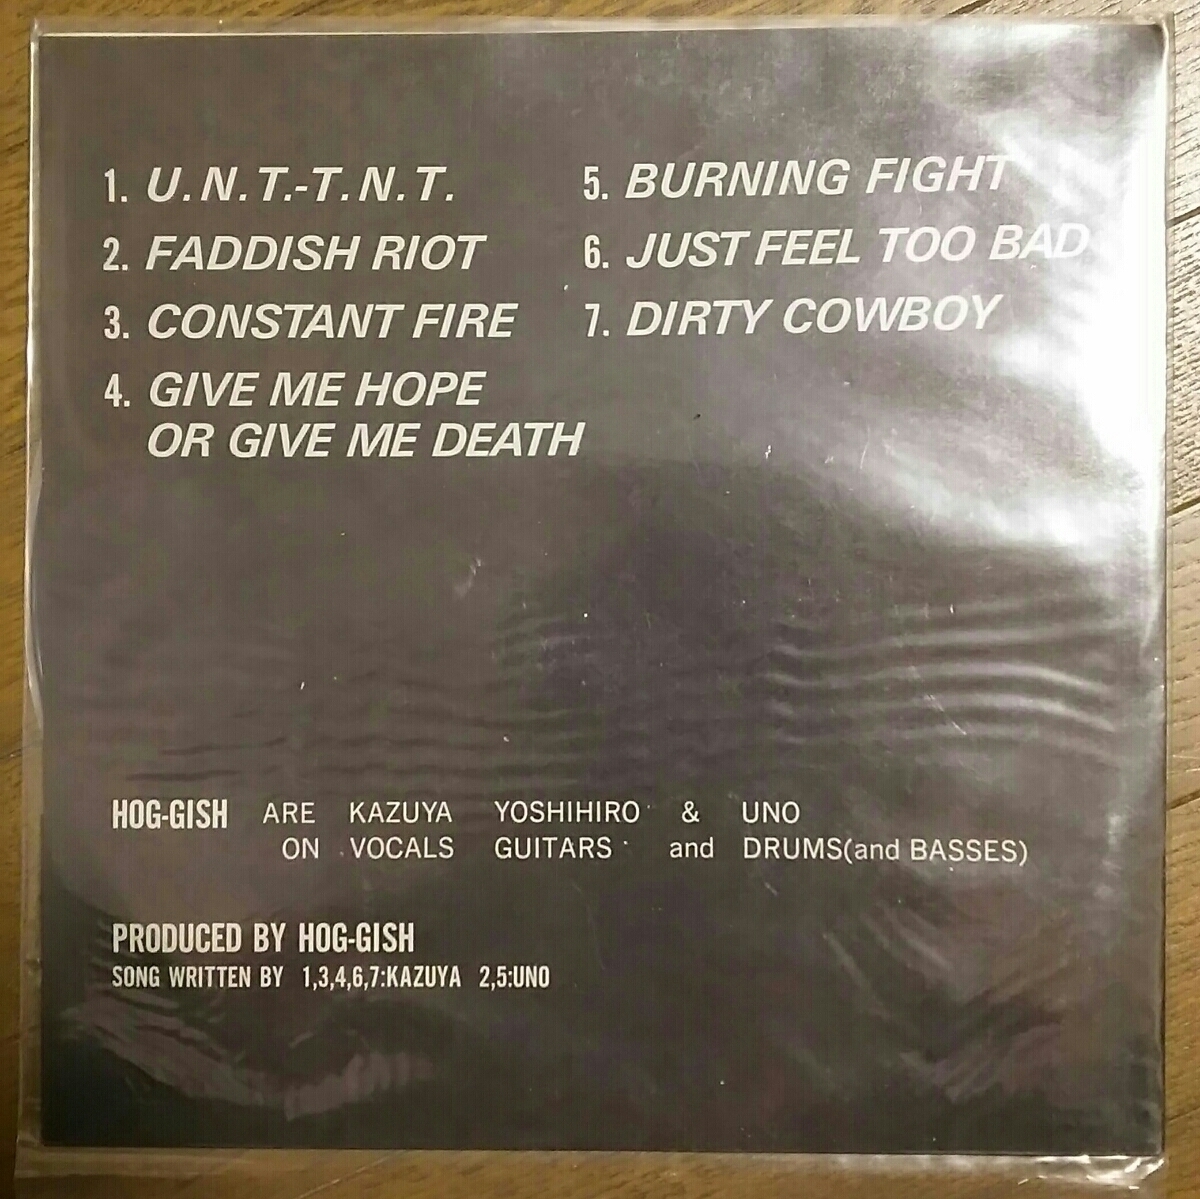 1. U.N.T.-T.N.T.
2. FADDISH RIOT
3. CONSTANT FIRE
4. GIVE ME HOPE
OR GIVE ME DEATH
5. BURNING FIGHT
6. JUST FEEL TOO BAD
7. DIRTY COWBOY
HOG-GISH ARE KAZUYA YOSHIHIRO & UNO
ON VOCALS GUITARS and DRUMS(and BASSES)
PRODUCED BY HOG-GISH
SONG WRITTEN BY 1,3,4,6,7:KAZUYA 2,5:UNO